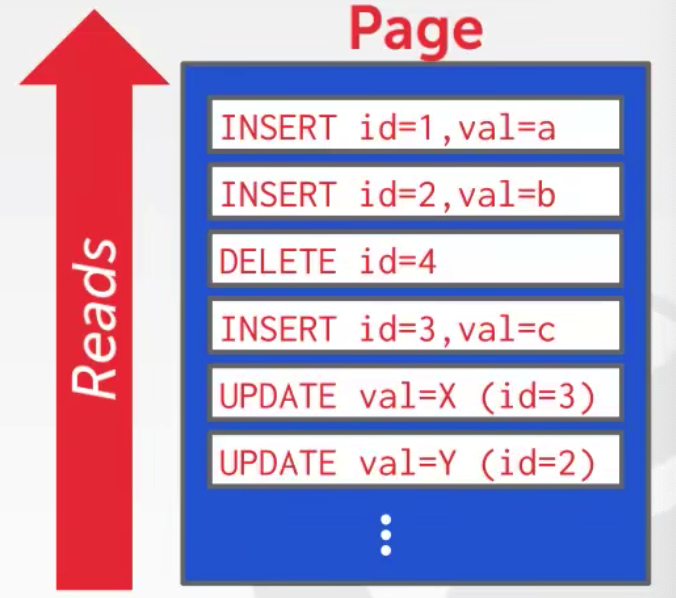 Page
INSERT id=1,val=a
INSERT id=2,val=b
DELETE id=4
INSERT id=3,val=c
UPDATE val=X (id=3)
UPDATE val=Y (id=2)
Reads